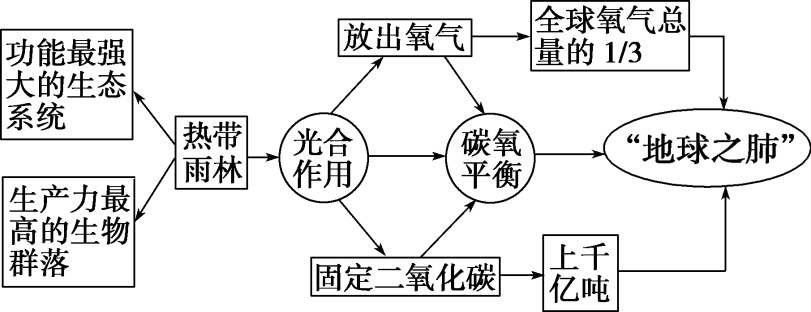 功能最强
大的生态
系统
生产力最
高的生物
群落
热带
雨林
光合
作用
放出氧气
固定二氧化碳
碳氧
平衡
全球氧气总
量的 1/3
上千
亿吨
“地球之肺”